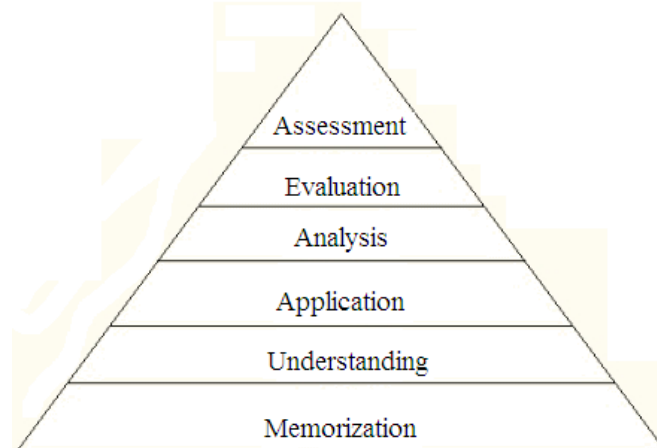 Assessment
Evaluation
Analysis
Application
Understanding
Memorization